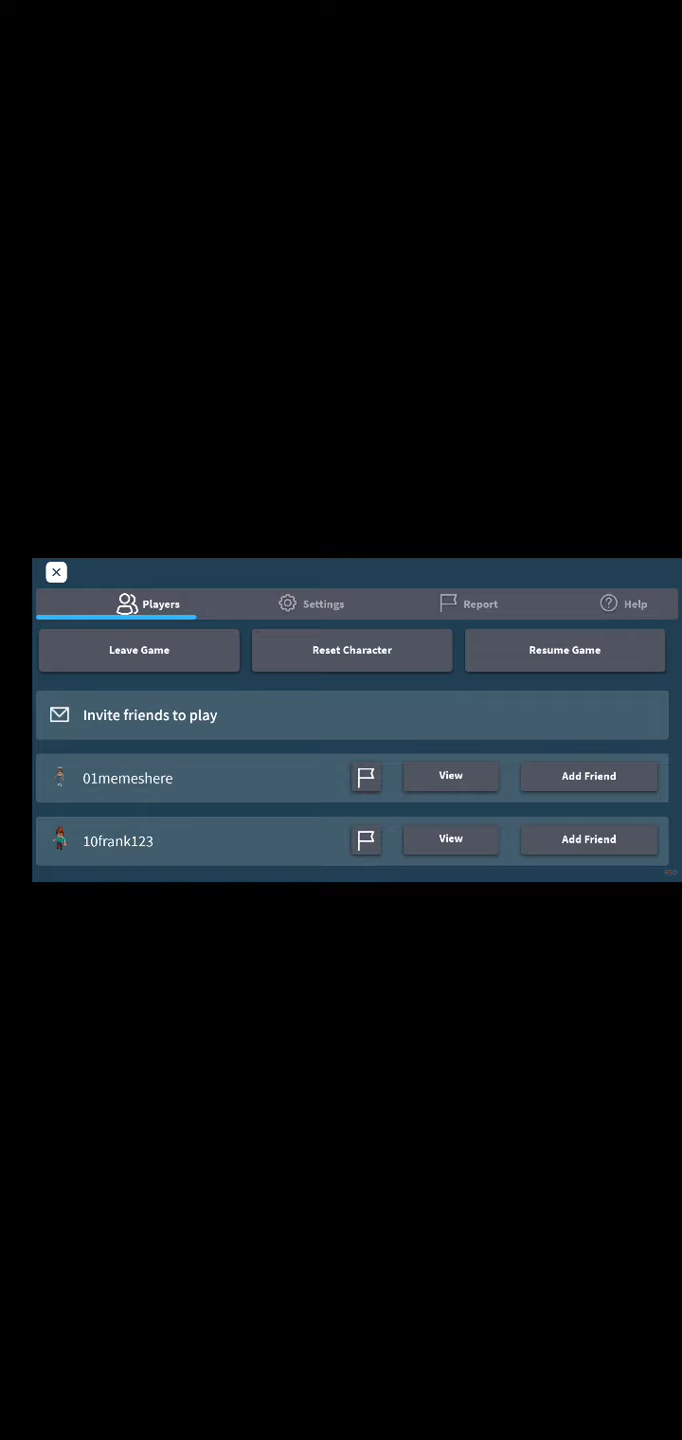 Players
Settings
Report
Help
Leave Game
Reset Character
Resume Game
Invite friends to play
01memeshere
View
Add Friend
10frank123
View
Add Friend